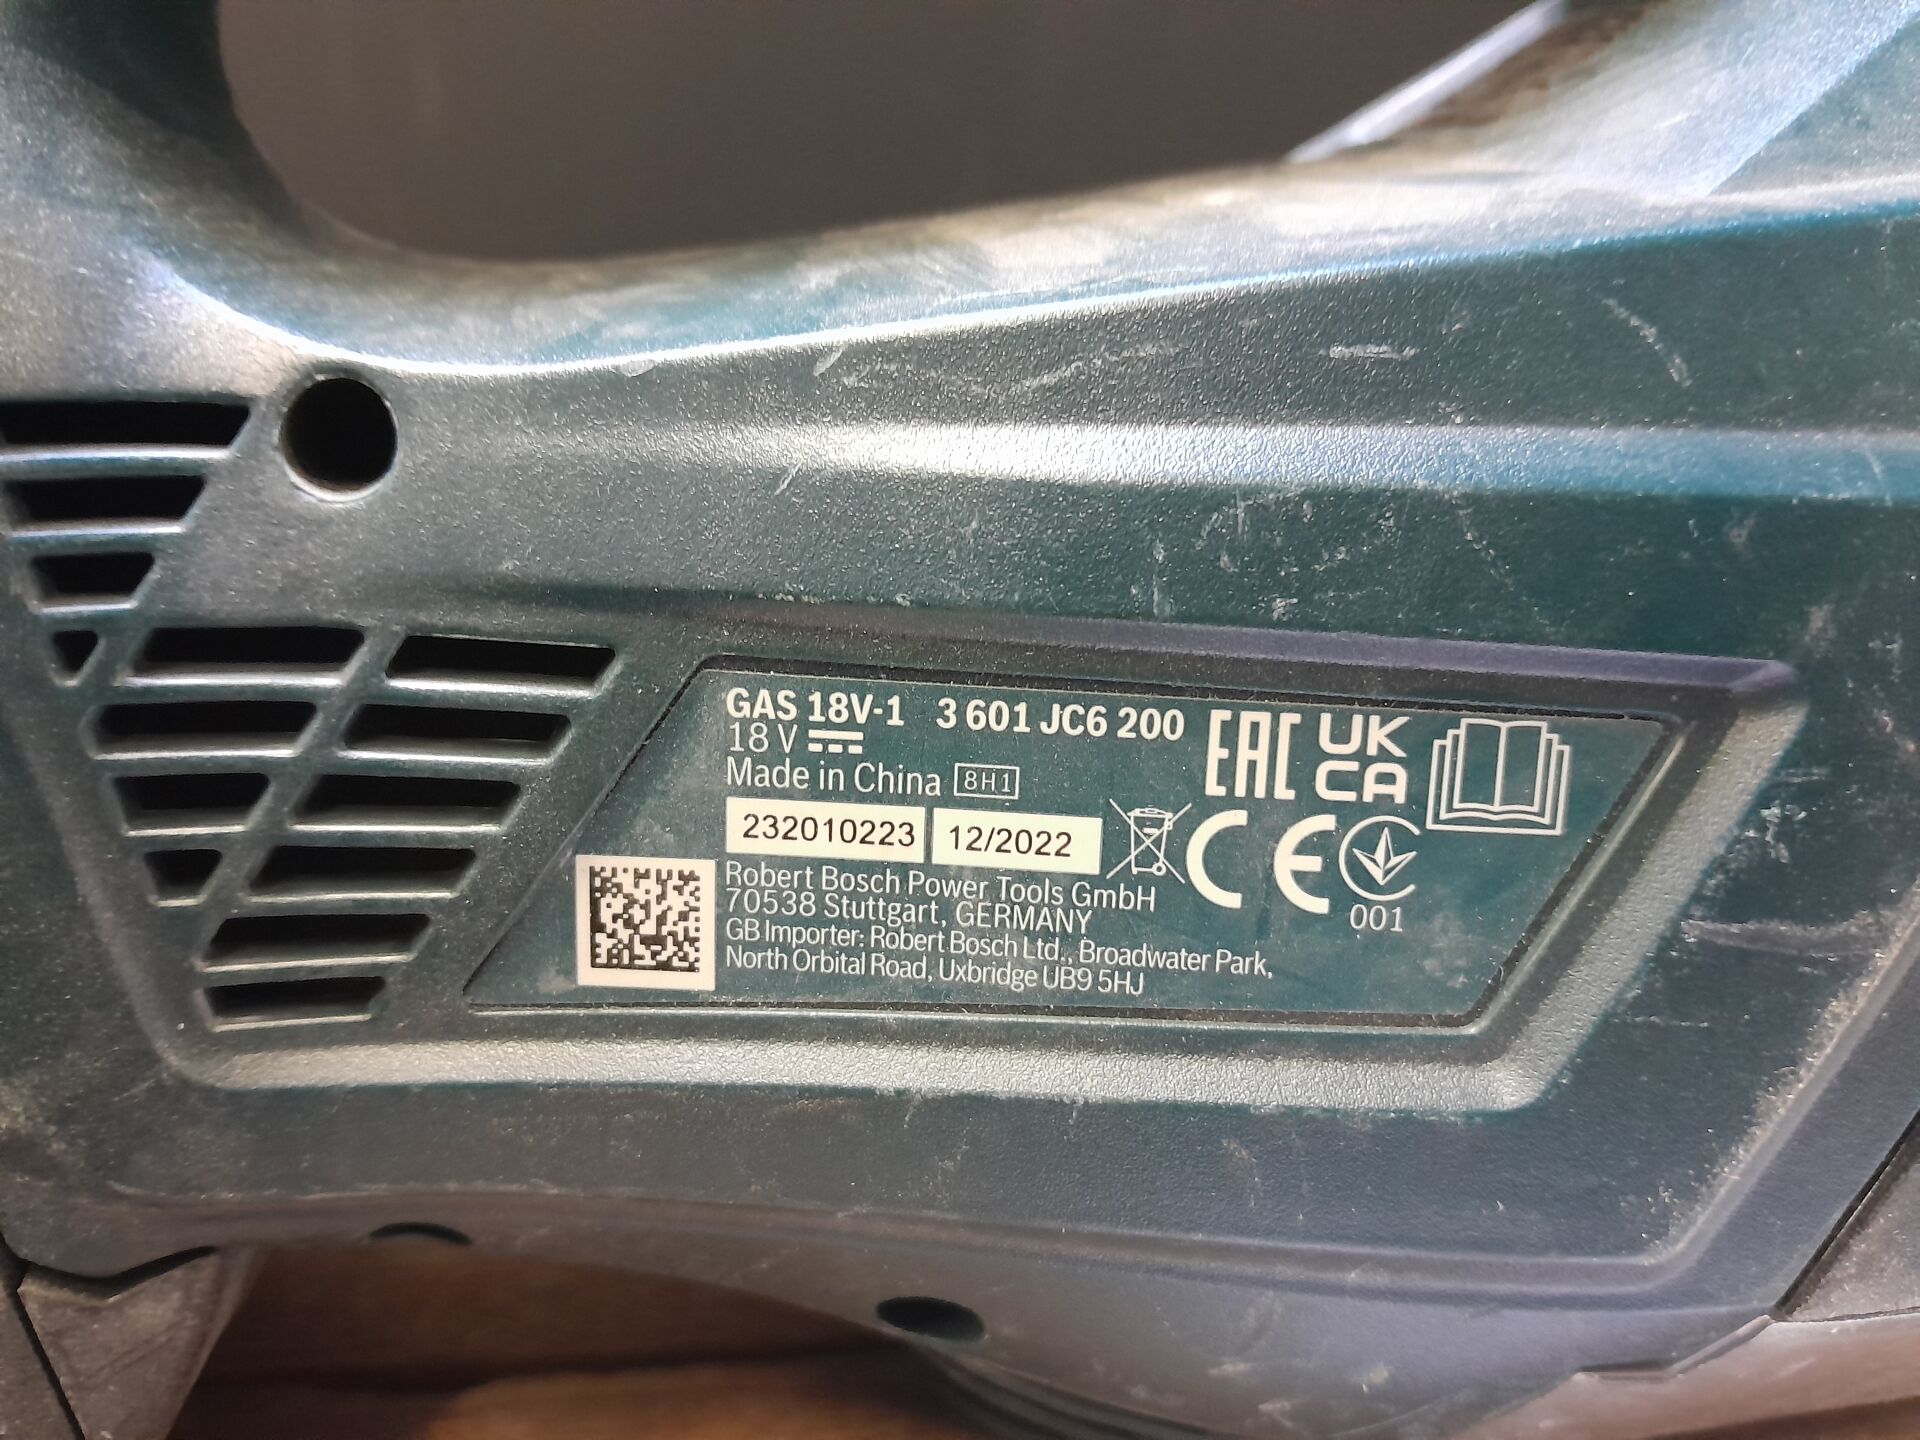 GAS 18V-1 3 601 JC6 200
18 V
Made in China 8H1
232010223 12/2022
Robert Bosch Power Tools GmbH
70538 Stuttgart, GERMANY
GB Importer: Robert Bosch Ltd., Broadwater Park,
North Orbital Road, Uxbridge UB9 5HJ
EAC UK CA
CE
001